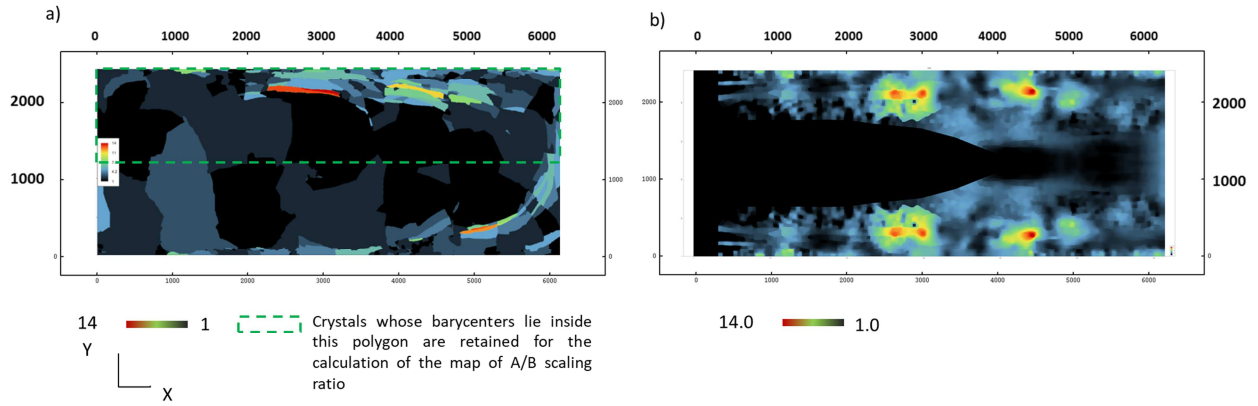 a)
0 1000 2000 3000 4000 5000 6000
2000
1000
2000
1000
0
0 1000 2000 3000 4000 5000 6000
14 1
Y
X
Crystals whose barycenters lie inside
this polygon are retained for the
calculation of the map of A/B scaling
ratio
b)
0 1000 2000 3000 4000 5000 6000
2000
1000
0
2000
1000
0
0 1000 2000 3000 4000 5000 6000
14.0 1.0